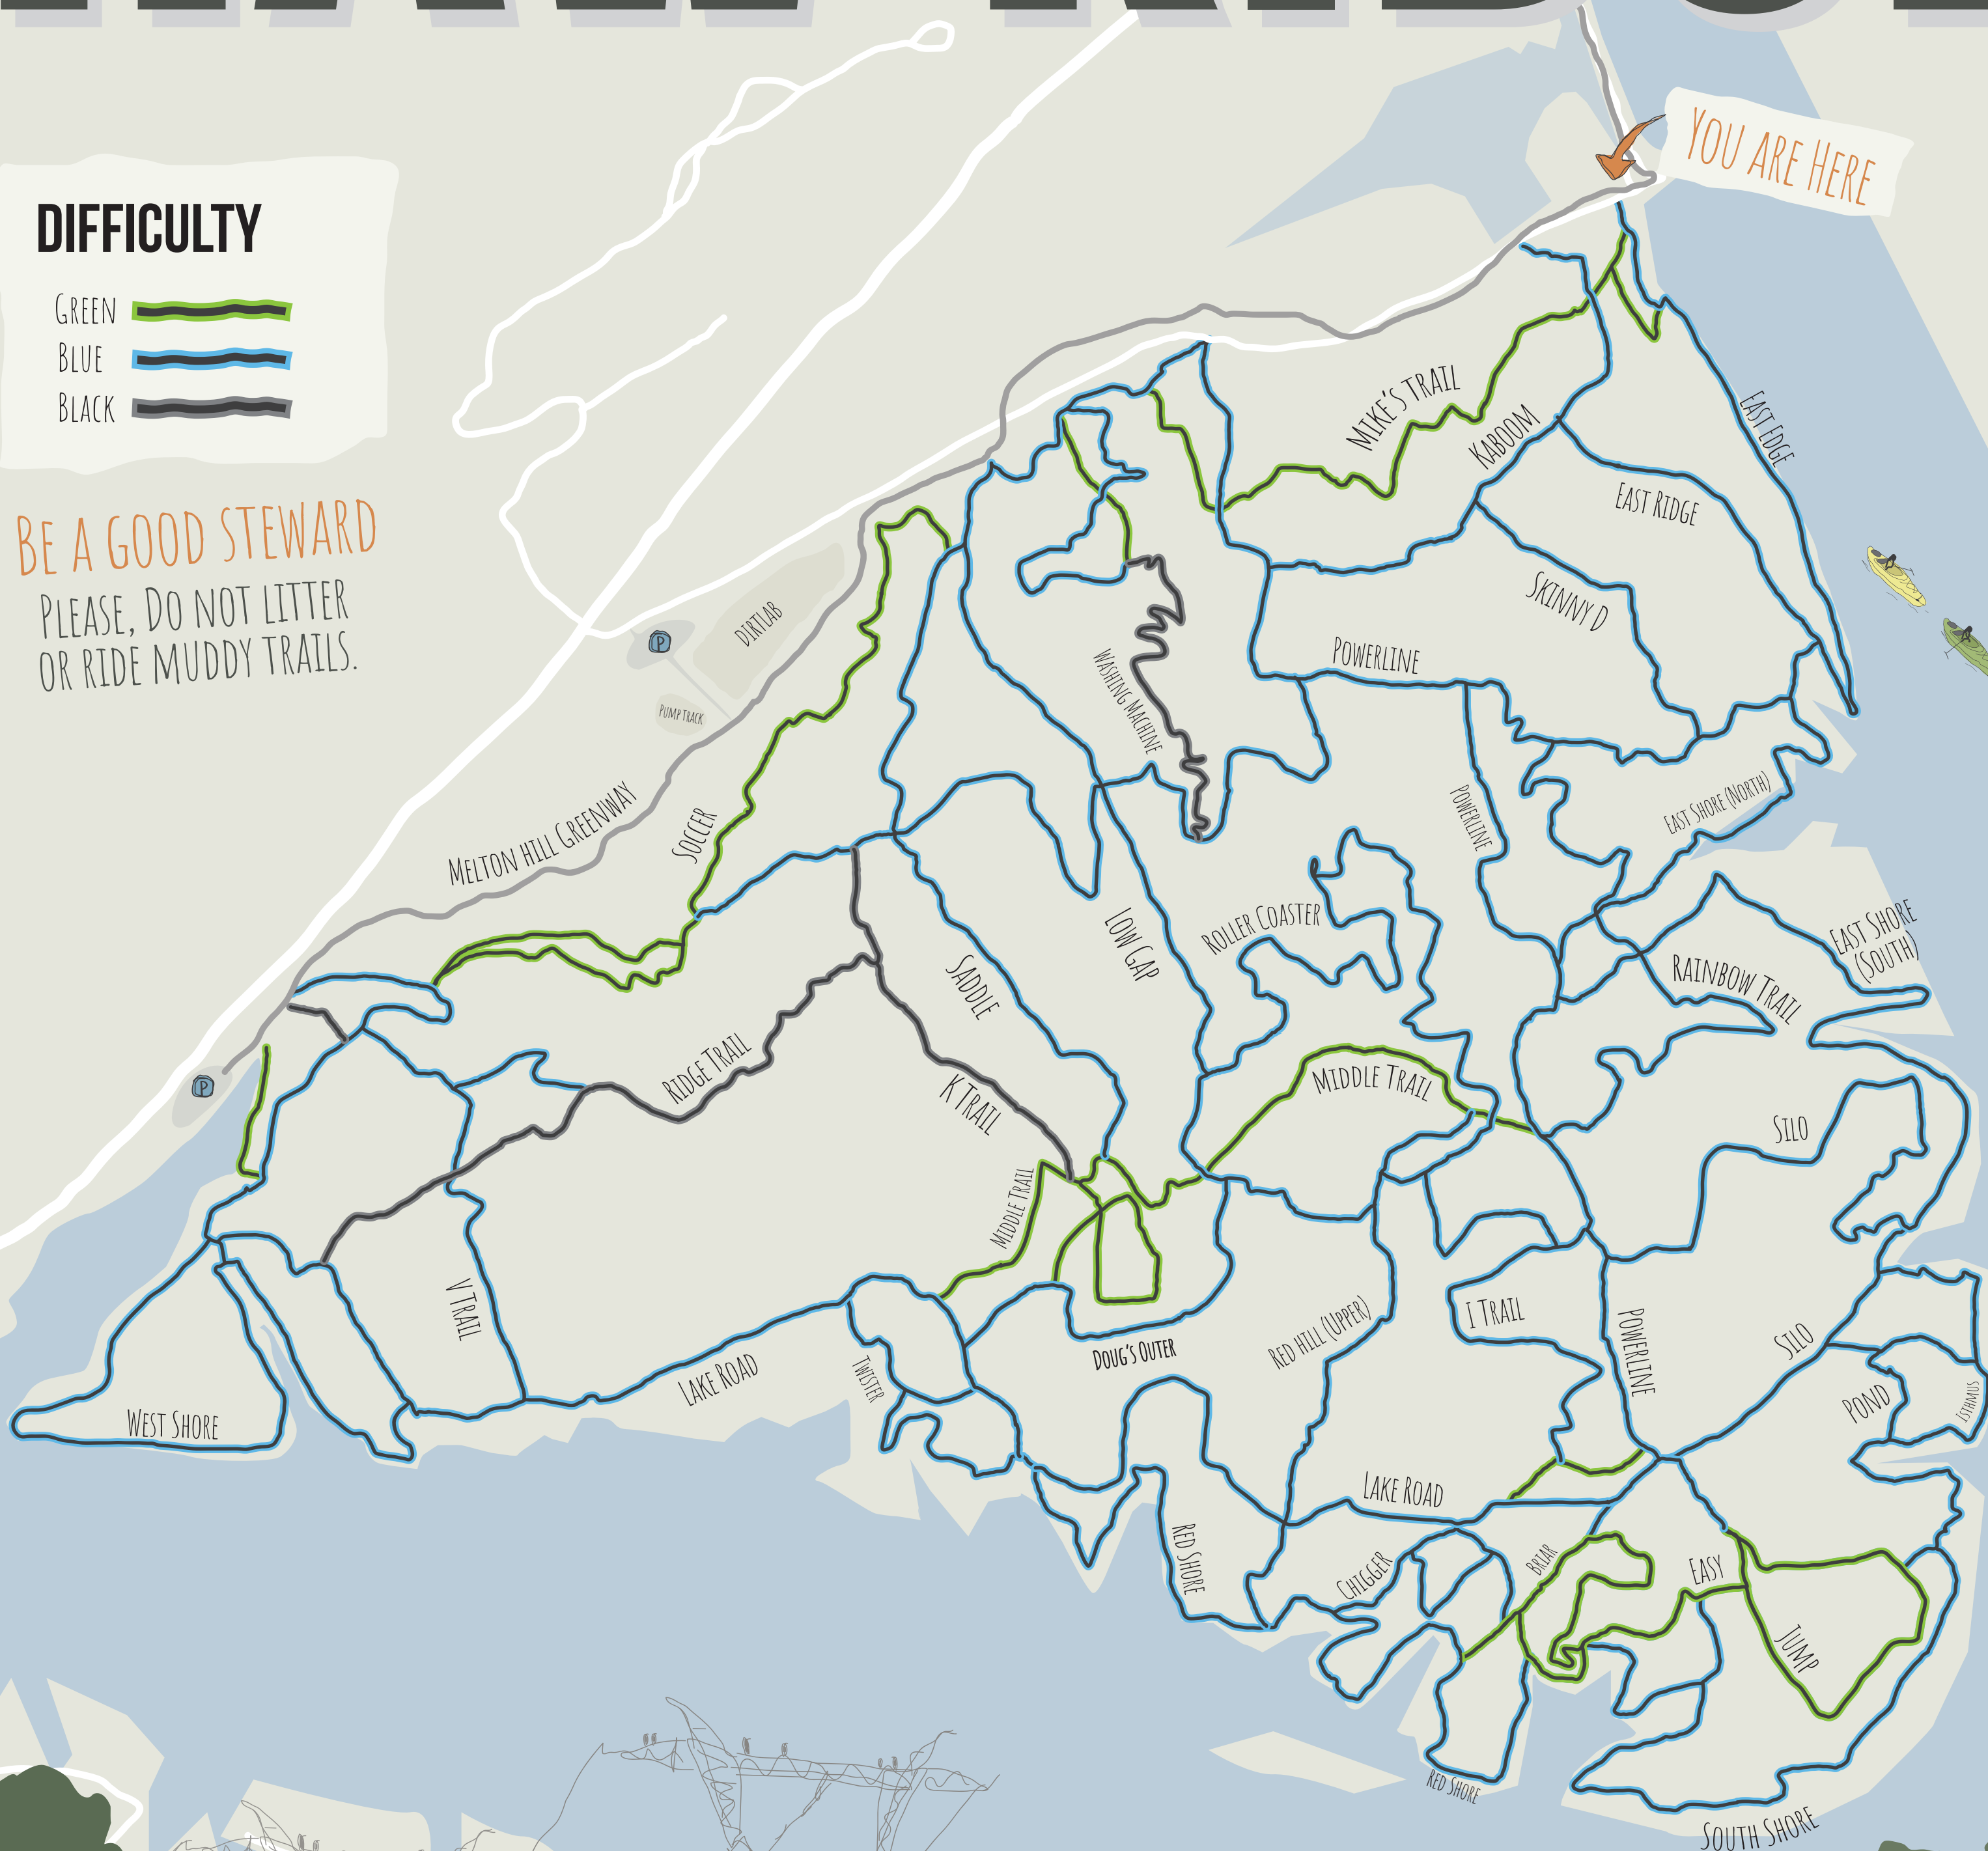 YOU ARE HERE
DIFFICULTY
GREEN
BLUE
BLACK
BE A GOOD STEWARD
PLEASE, DO NOT LITTER
OR RIDE MUDDY TRAILS.
MIKE'S TRAIL
KABOOM
EAST EDGE
EAST RIDGE
SKINNY D
DIRTLAB
P
PUMP TRACK
WASHING MACHINE
POWERLINE
POWERLINE
EAST SHORE (NORTH)
MELTON HILL GREENWAY
SOCCER
SADDLE
LOW GAP
ROLLER COASTER
EAST SHORE
(SOUTH)
RAINBOW TRAIL
RIDGE TRAIL
K TRAIL
MIDDLE TRAIL
P
SILO
MIDDLE TRAIL
V TRAIL
DOUG'S OUTER
RED HILL (UPPER)
I TRAIL
POWERLINE
SILO
LAKE ROAD
TWISTER
POND
ISTHMUS
WEST SHORE
LAKE ROAD
RED SHORE
CHIGGER
BRIAR
EASY
JUMP
RED SHORE
SOUTH SHORE